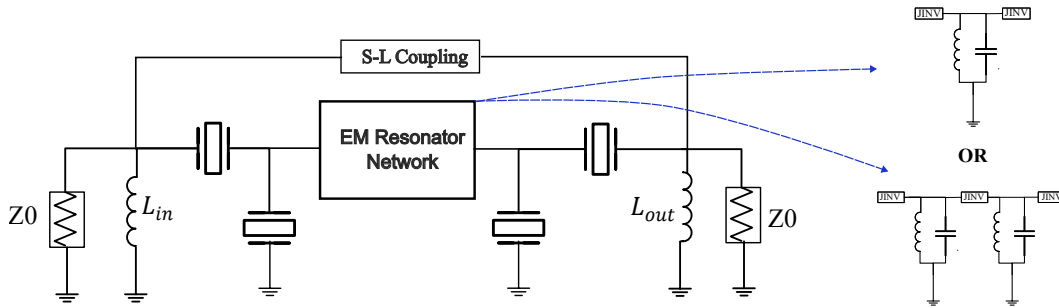 S-L Coupling
EM Resonator
Network
Z0
L_in
L_out
Z0
JINV JINV
OR
JINV JINV JINV